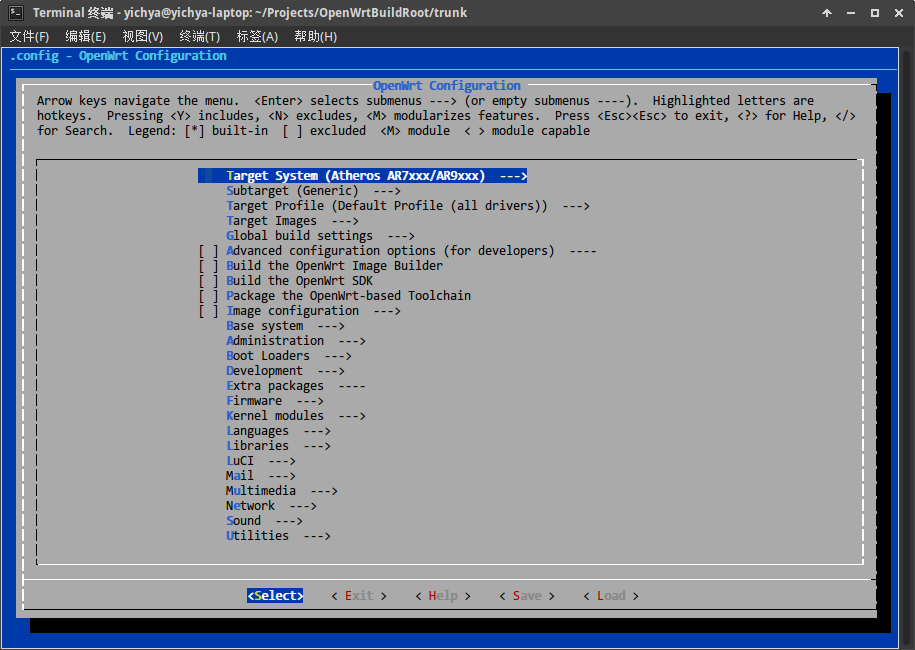 Terminal 终端 - yichya@yichya-laptop: ~/Projects/OpenWrtBuildRoot/trunk
文件(F) 编辑(E) 视图(V) 终端(T) 标签(A) 帮助(H)
.config - OpenWrt Configuration
OpenWrt Configuration
Arrow keys navigate the menu.  <Enter> selects submenus ---> (or empty submenus ----).  Highlighted letters are
hotkeys.  Pressing <Y> includes, <N> excludes, <M> modularizes features.  Press <Esc><Esc> to exit, <?> for Help, </>
for Search.  Legend: [*] built-in  [ ] excluded  <M> module  < > module capable
Target System (Atheros AR7xxx/AR9xxx)  --->
Subtarget (Generic)  --->
Target Profile (Default Profile (all drivers))  --->
Target Images  --->
Global build settings  --->
[ ] Advanced configuration options (for developers)  ----
[ ] Build the OpenWrt Image Builder
[ ] Build the OpenWrt SDK
[ ] Package the OpenWrt-based Toolchain
[ ] Image configuration  --->
Base system  --->
Administration  --->
Boot Loaders  --->
Development  --->
Extra packages  ----
Firmware  --->
Kernel modules  --->
Languages  --->
Libraries  --->
LuCI  --->
Mail  --->
Multimedia  --->
Network  --->
Sound  --->
Utilities  --->
<Select>    < Exit >    < Help >    < Save >    < Load >